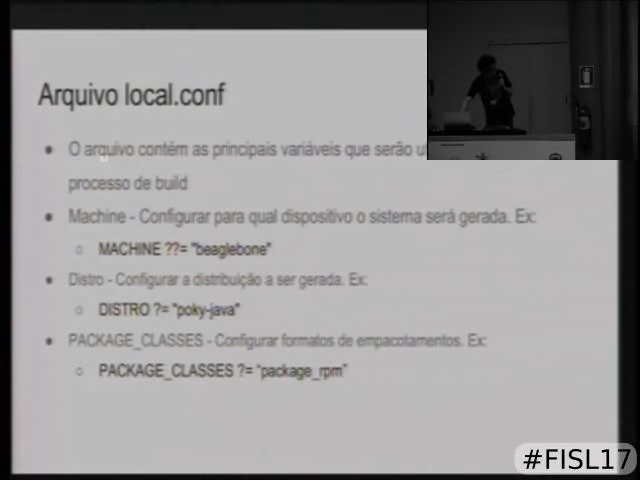 Arquivo local.conf
O arquivo contém as principais variáveis que serão
processo de build
Machine - Configurar para qual dispositivo o sistema será gerada. Ex:
MACHINE ??= "beaglebone"
Distro - Configurar a distribuição a ser gerada. Ex:
DISTRO ?= "poky-java"
PACKAGE_CLASSES - Configurar formatos de empacotamentos. Ex:
PACKAGE_CLASSES ?= "package_rpm"
#FISL17